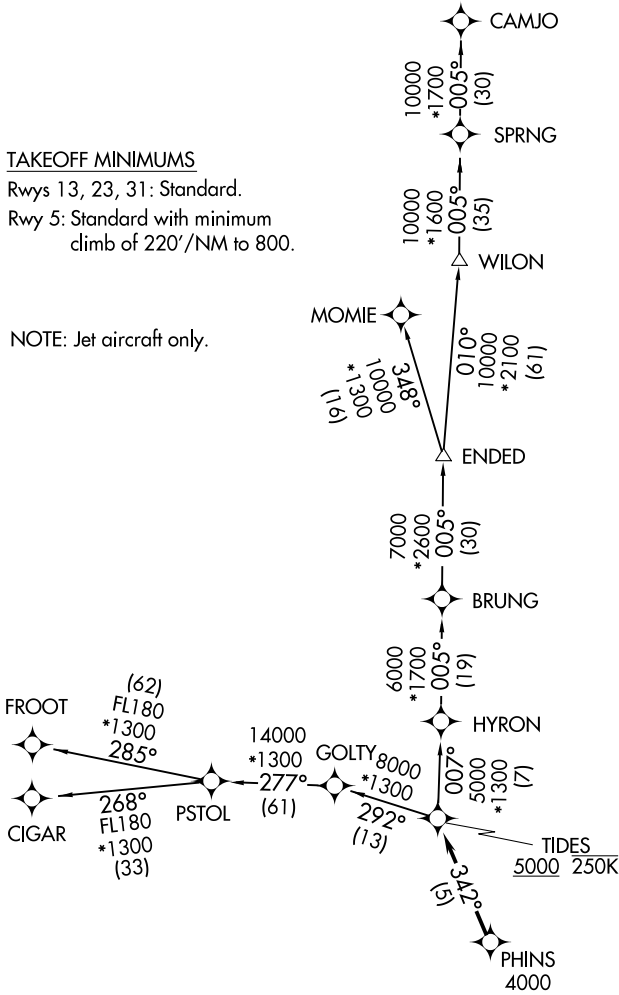 CAMJO
10000
*1700
005°
(30)
SPRNG
TAKEOFF MINIMUMS
Rwys 13, 23, 31: Standard.
Rwy 5: Standard with minimum
climb of 220'/NM to 800.
10000
*1600
005°
(35)
WILON
MOMIE
NOTE: Jet aircraft only.
348°
10000
*1300
(16)
010°
10000
*2100
(61)
ENDED
7000
*2600
005°
(30)
BRUNG
6000
*1700
005°
(19)
HYRON
(62)
FL180
*1300
285°
FROOT
14000
*1300
277°
(61)
GOLTY
8000
*1300
292°
(13)
007°
5000
*1300
(7)
PSTOL
CIGAR
268°
FL180
*1300
(33)
TIDES
5000 250K
342°
(5)
PHINS
4000